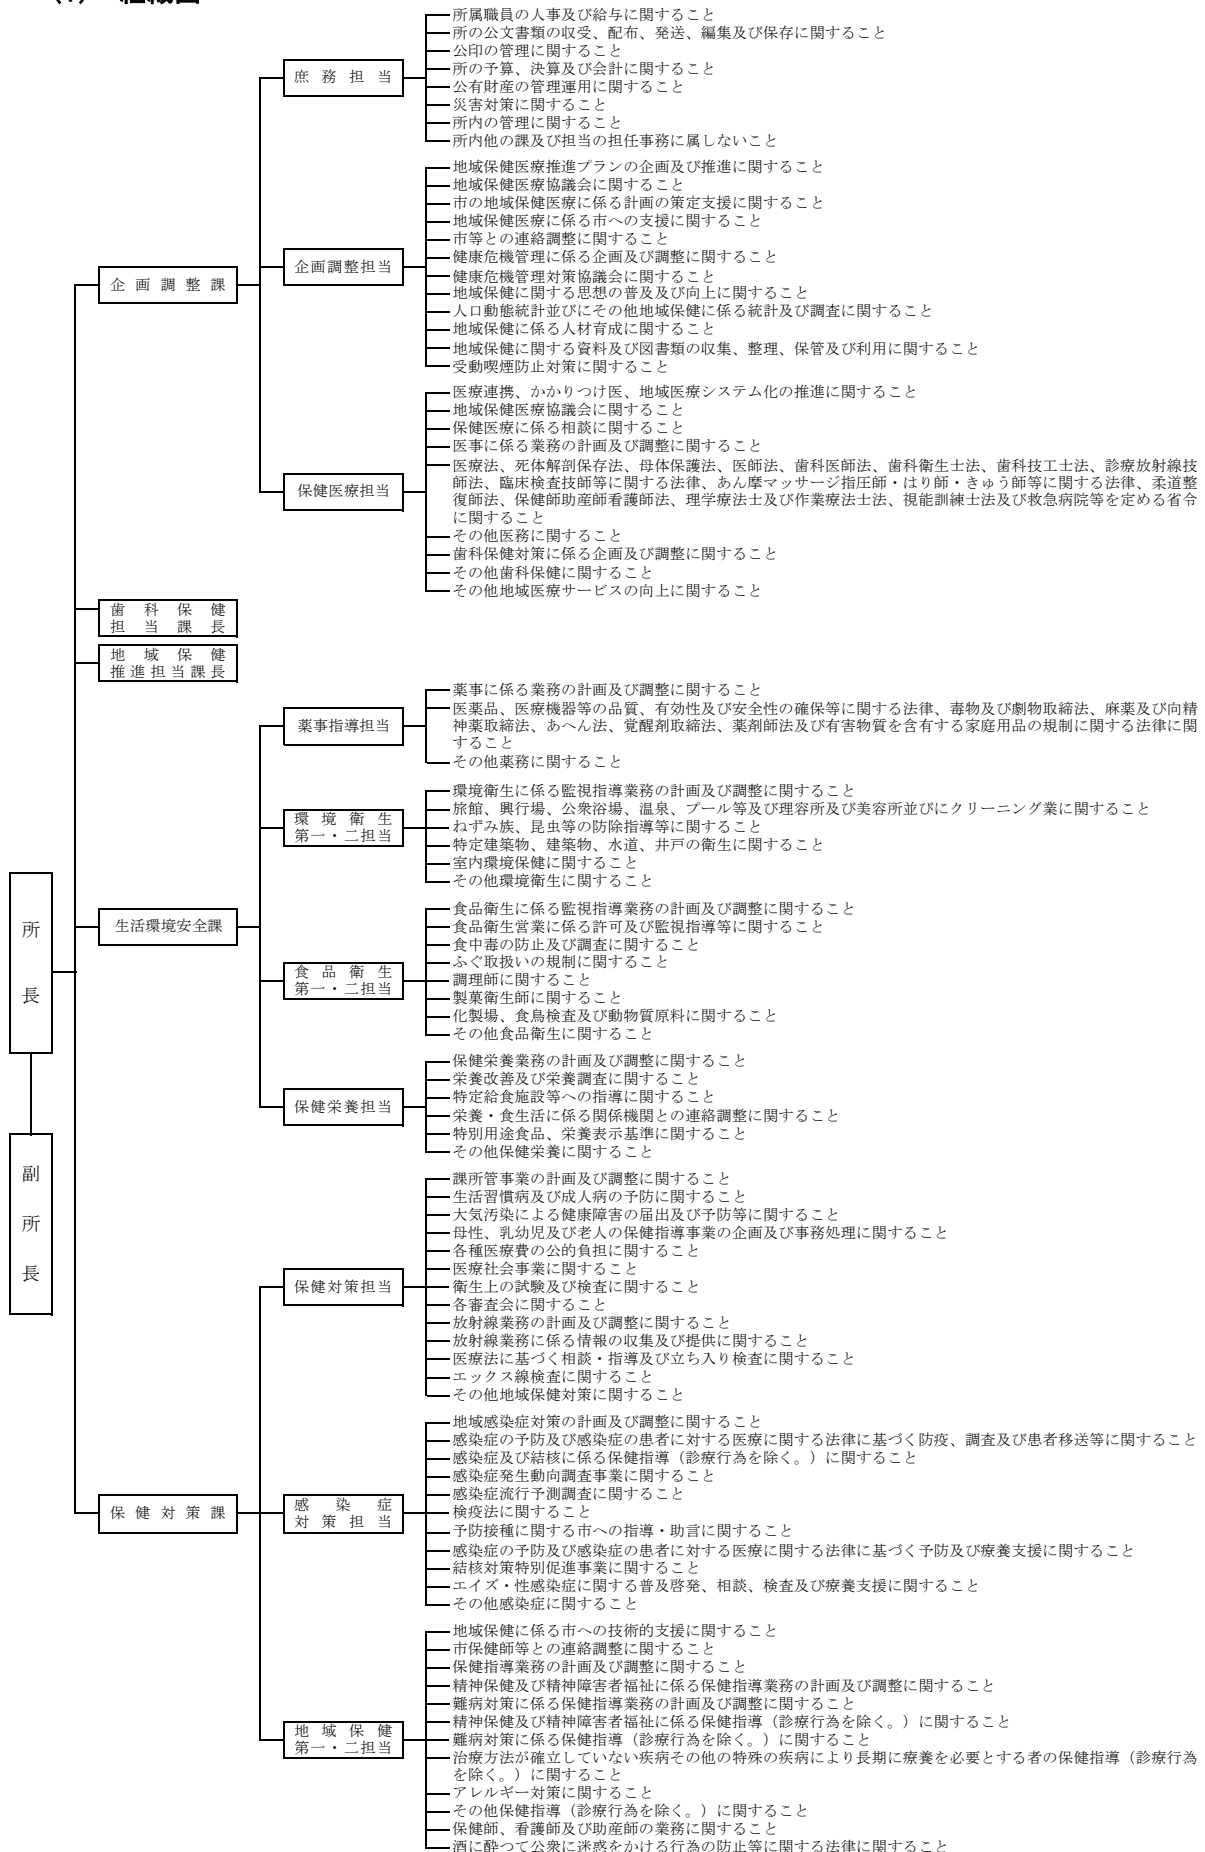 所属職員の人事及び給与に関すること
所の公文書類の収受、配布、発送、編集及び保存に関すること
公印の管理に関すること
所の予算、決算及び会計に関すること
庶務担当
公有財産の管理運用に関すること
災害対策に関すること
所内の管理に関すること
所内他の課及び担当の担任事務に属しないこと
地域保健医療推進プランの企画及び推進に関すること
地域保健医療協議会に関すること
市の地域保健医療に係る計画の策定支援に関すること
地域保健医療に係る市への支援に関すること
市等との連絡調整に関すること
健康危機管理に係る企画及び調整に関すること
企画調整担当
健康危機管理対策協議会に関すること
企画調整課
地域保健に関する思想の普及及び向上に関すること
人口動態統計並びにその他地域保健に係る統計及び調査に関すること
地域保健に係る人材育成に関すること
地域保健に関する資料及び図書類の収集、整理、保管及び利用に関すること
受動喫煙防止対策に関すること
医療連携、かかりつけ医、地域医療システム化の推進に関すること
地域保健医療協議会に関すること
保健医療に係る相談に関すること
医事に係る業務の計画及び調整に関すること
医療法、死体解剖保存法、母体保護法、医師法、歯科医師法、歯科衛生士法、歯科技工士法、診療放射線技
師法、臨床検査技師等に関する法律、あん摩マッサージ指圧師・はり師・きゅう師等に関する法律、柔道整
保健医療担当
復師法、保健師助産師看護師法、理学療法士及び作業療法士法、視能訓練士法及び救急病院等を定める省令
に関すること
その他医務に関すること
歯科保健対策に係る企画及び調整に関すること
その他歯科保健に関すること
その他地域医療サービスの向上に関すること
歯科保健
担当課長
地域保健
推進担当課長
薬事に係る業務の計画及び調整に関すること
医薬品、医療機器等の品質、有効性及び安全性の確保等に関する法律、毒物及び劇物取締法、麻薬及び向精
薬事指導担当
神薬取締法、あへん法、覚醒剤取締法、薬剤師法及び有害物質を含有する家庭用品の規制に関する法律に関
すること
その他薬務に関すること
環境衛生に係る監視指導業務の計画及び調整に関すること
旅館、興行場、公衆浴場、温泉、プール等及び理容所及び美容所並びにクリーニング業に関すること
環境衛生
第一・二担当
ねずみ族、昆虫等の防除指導等に関すること
特定建築物、建築物、水道、井戸の衛生に関すること
室内環境保健に関すること
その他環境衛生に関すること
食品衛生に係る監視指導業務の計画及び調整に関すること
生活環境安全課
食品衛生営業に係る許可及び監視指導等に関すること
食中毒の防止及び調査に関すること
ふぐ取扱いの規制に関すること
食品衛生
第一・二担当
調理師に関すること
製菓衛生師に関すること
化製場、食鳥検査及び動物質原料に関すること
その他食品衛生に関すること
所長
保健栄養業務の計画及び調整に関すること
栄養改善及び栄養調査に関すること
特定給食施設等への指導に関すること
保健栄養担当
栄養・食生活に係る関係機関との連絡調整に関すること
特別用途食品、栄養表示基準に関すること
その他保健栄養に関すること
副所長
課所管事業の計画及び調整に関すること
生活習慣病及び成人病の予防に関すること
大気汚染による健康障害の届出及び予防等に関すること
母性、乳幼児及び老人の保健指導事業の企画及び事務処理に関すること
各種医療費の公的負担に関すること
医療社会事業に関すること
保健対策担当
衛生上の試験及び検査に関すること
各審査会に関すること
放射線業務の計画及び調整に関すること
放射線業務に係る情報の収集及び提供に関すること
医療法に基づく相談・指導及び立ち入り検査に関すること
エックス線検査に関すること
その他地域保健対策に関すること
地域感染症対策の計画及び調整に関すること
感染症の予防及び感染症の患者に対する医療に関する法律に基づく防疫、調査及び患者移送等に関すること
感染症及び結核に係る保健指導（診療行為を除く。）に関すること
感染症発生動向調査事業に関すること
感染症流行予測調査に関すること
保健対策課
感染症
対策担当
検疫法に関すること
予防接種に関する市への指導・助言に関すること
感染症の予防及び感染症の患者に対する医療に関する法律に基づく予防及び療養支援に関すること
結核対策特別促進事業に関すること
エイズ・性感染症に関する普及啓発、相談、検査及び療養支援に関すること
その他感染症に関すること
地域保健に係る市への技術的支援に関すること
市保健師等との連絡調整に関すること
保健指導業務の計画及び調整に関すること
精神保健及び精神障害者福祉に係る保健指導業務の計画及び調整に関すること
難病対策に係る保健指導業務の計画及び調整に関すること
精神保健及び精神障害者福祉に係る保健指導（診療行為を除く。）に関すること
地域保健
第一・二担当
難病対策に係る保健指導（診療行為を除く。）に関すること
治療方法が確立していない疾病その他の特殊の疾病により長期に療養を必要とする者の保健指導（診療行為
を除く。）に関すること
アレルギー対策に関すること
その他保健指導（診療行為を除く。）に関すること
保健師、看護師及び助産師の業務に関すること
酒に酔つて公衆に迷惑をかける行為の防止等に関する法律に関すること